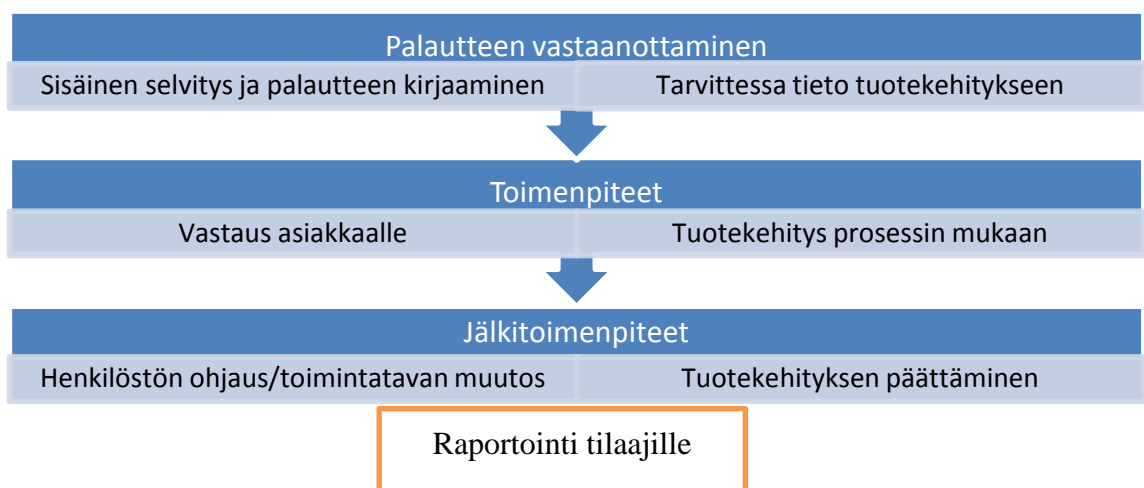 Palautteen vastaanottaminen
Sisäinen selvitys ja palautteen kirjaaminen
Tarvittessa tieto tuotekehitykseen
Toimenpiteet
Vastaus asiakkaalle
Tuotekehitys prosessin mukaan
Jälkitoimenpiteet
Henkilöstön ohjaus/toimintatavan muutos
Tuotekehityksen päättäminen
Raportointi tilaajille